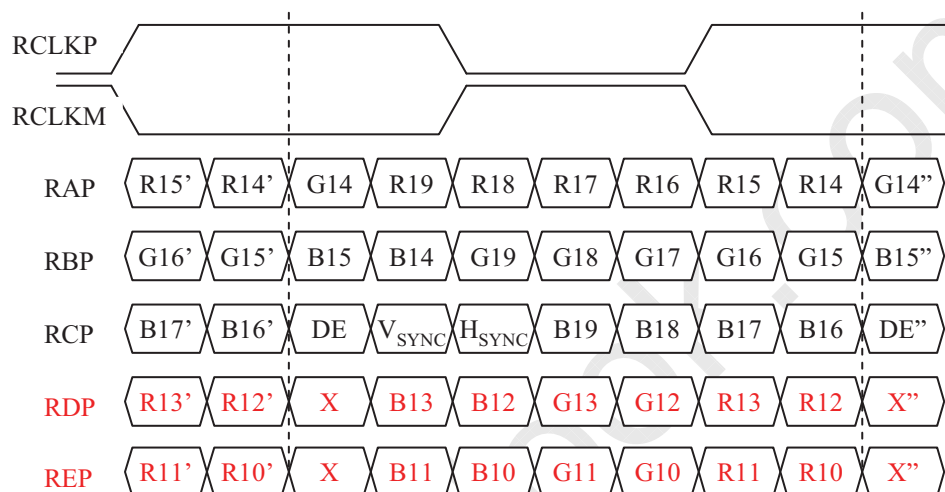 RCLKP
RCLKM
RAP R15’ R14’ G14 R19 R18 R17 R16 R15 R14 G14”
RBP G16’ G15’ B15 B14 G19 G18 G17 G16 G15 B15”
RCP B17’ B16’ DE VSYNC HSYNC B19 B18 B17 B16 DE”
RDP R13’ R12’ X B13 B12 G13 G12 R13 R12 X”
REP R11’ R10’ X B11 B10 G11 G10 R11 R10 X”